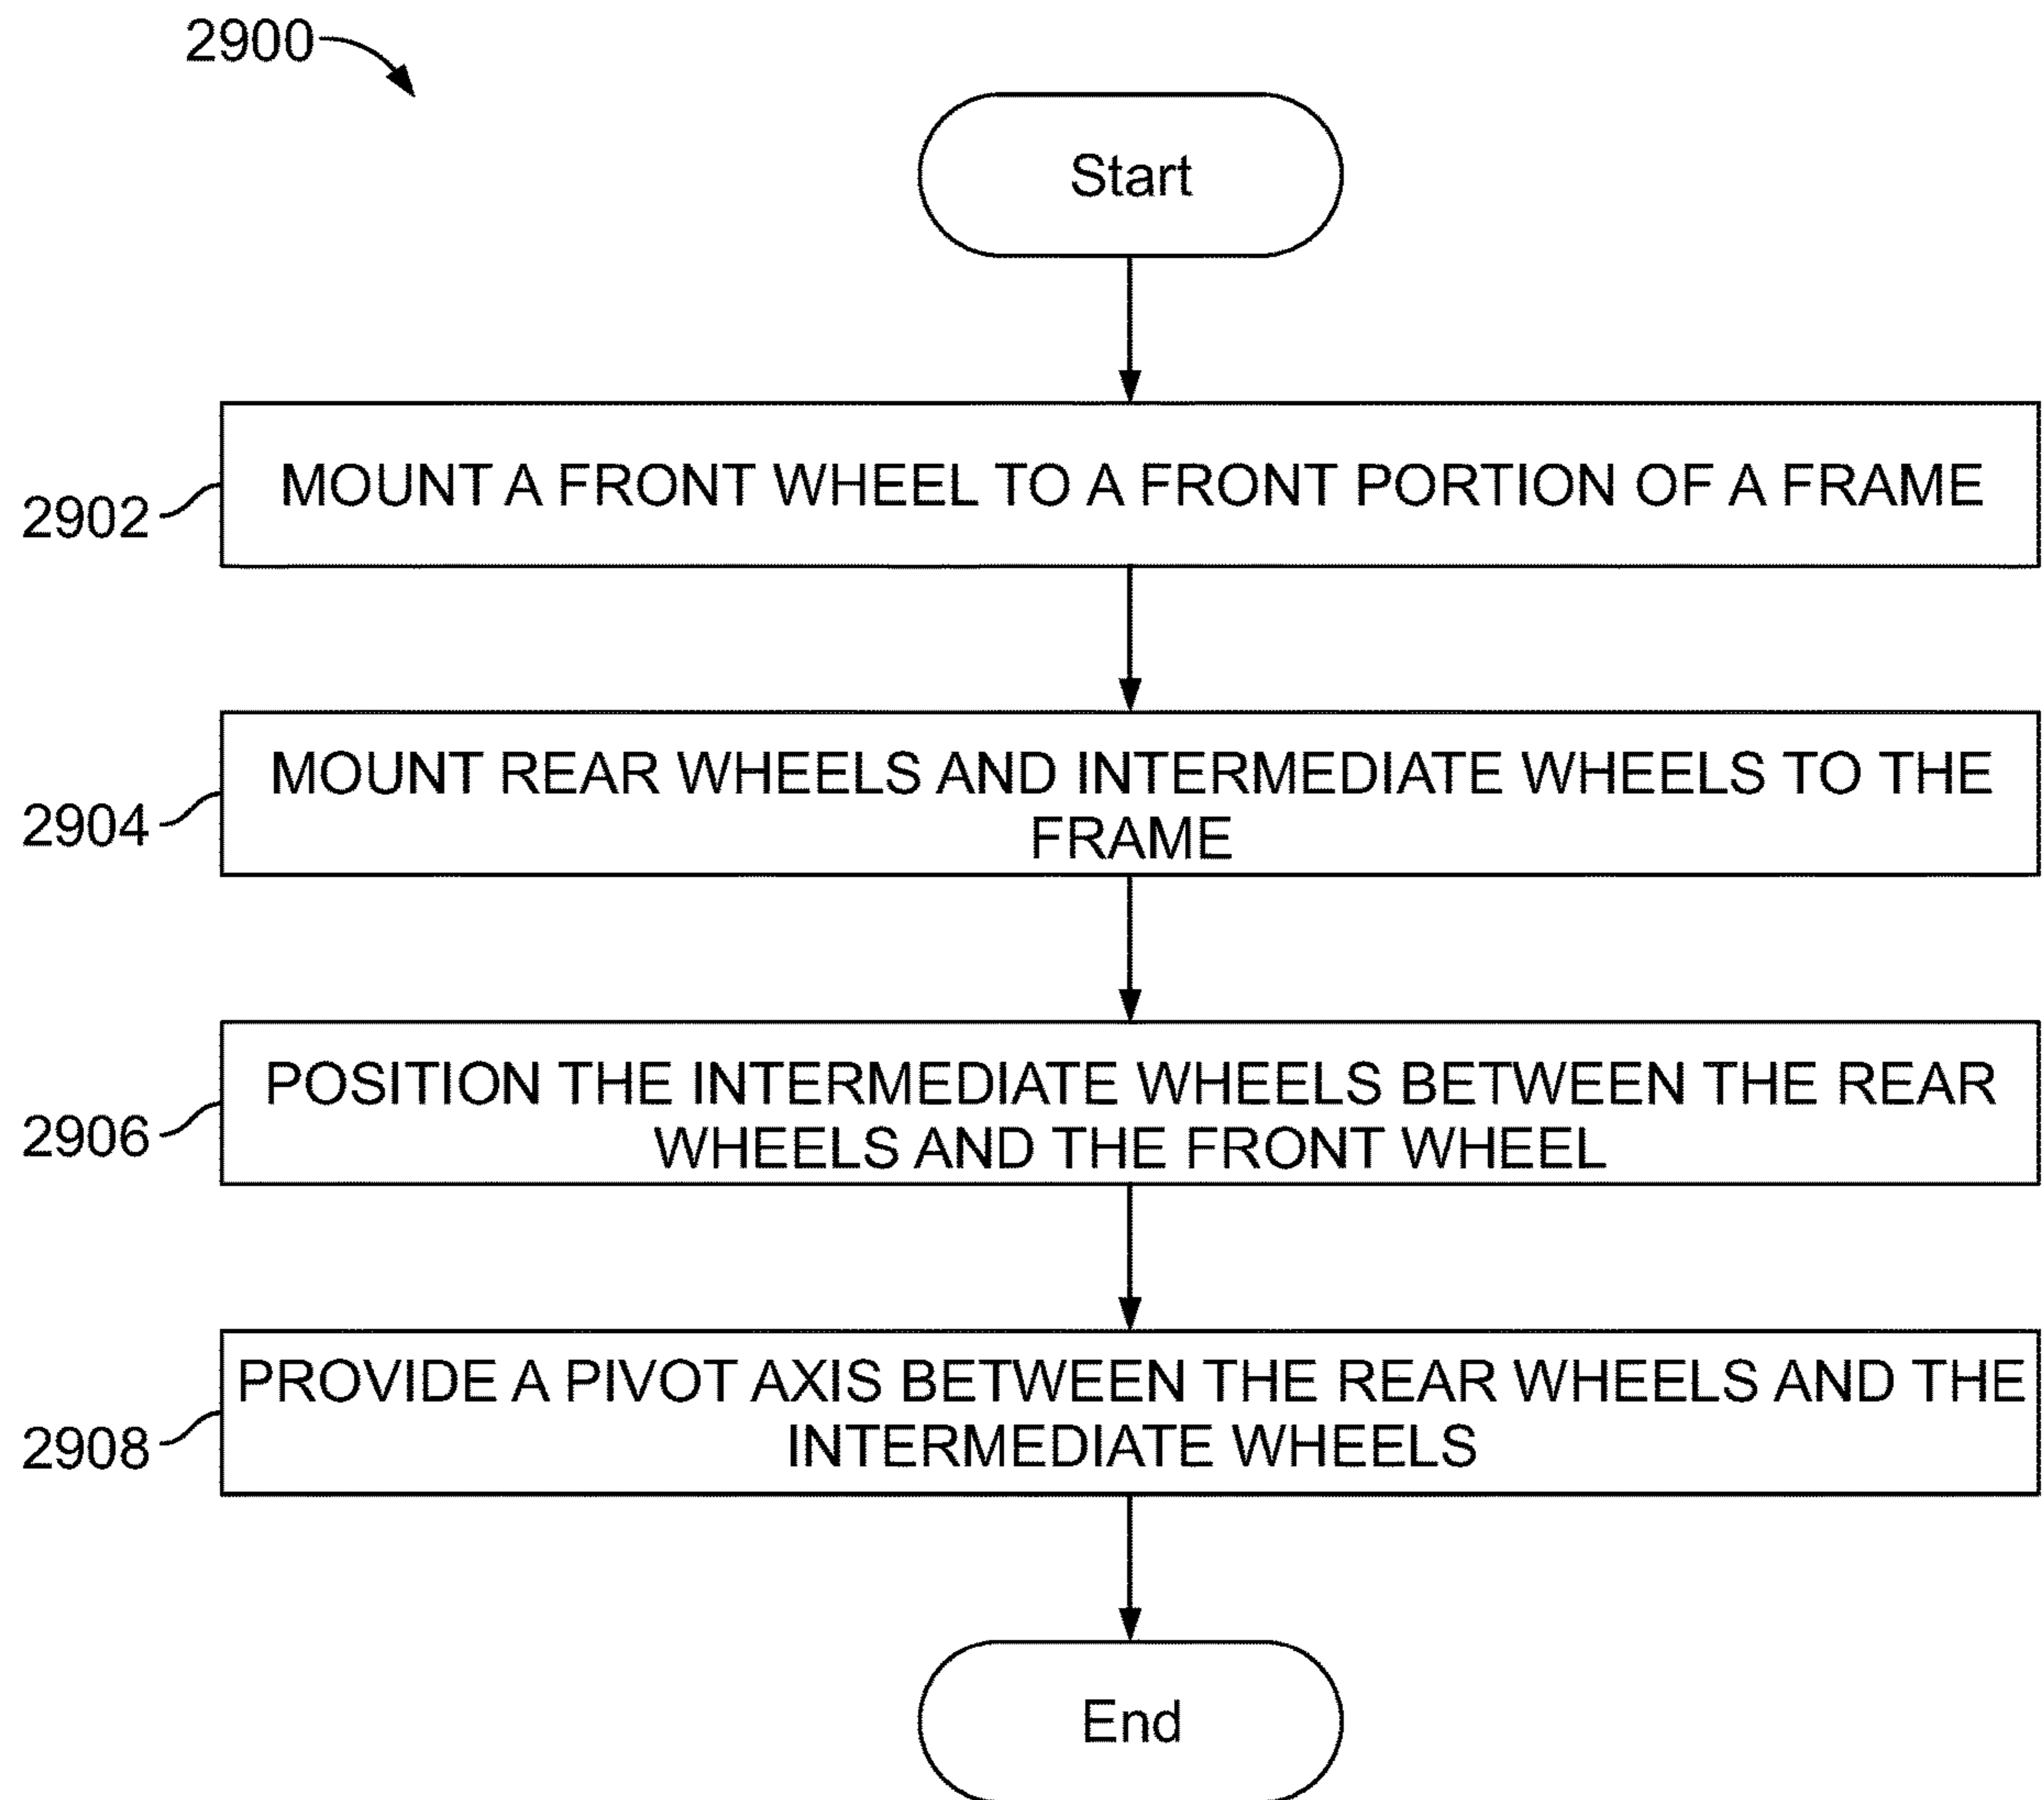 2900
Start
2902
MOUNT A FRONT WHEEL TO A FRONT PORTION OF A FRAME
2904
MOUNT REAR WHEELS AND INTERMEDIATE WHEELS TO THE
FRAME
2906
POSITION THE INTERMEDIATE WHEELS BETWEEN THE REAR
WHEELS AND THE FRONT WHEEL
2908
PROVIDE A PIVOT AXIS BETWEEN THE REAR WHEELS AND THE
INTERMEDIATE WHEELS
End